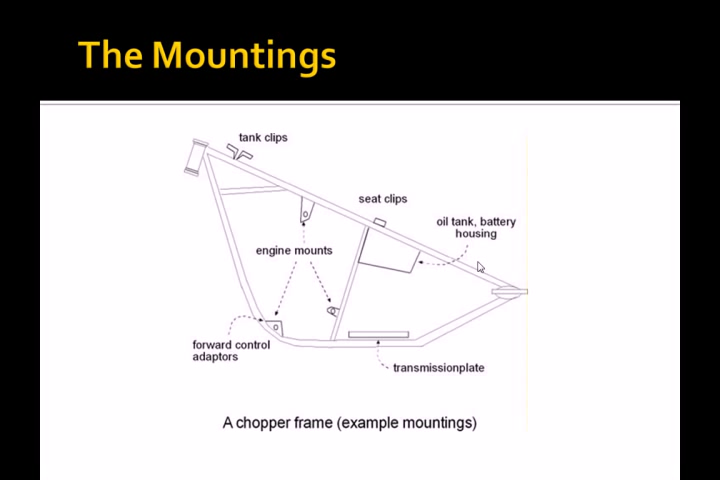 The Mountings
tank clips
seat clips
oil tank, battery
housing
engine mounts
forward control
adaptors
transmissionplate
A chopper frame (example mountings)